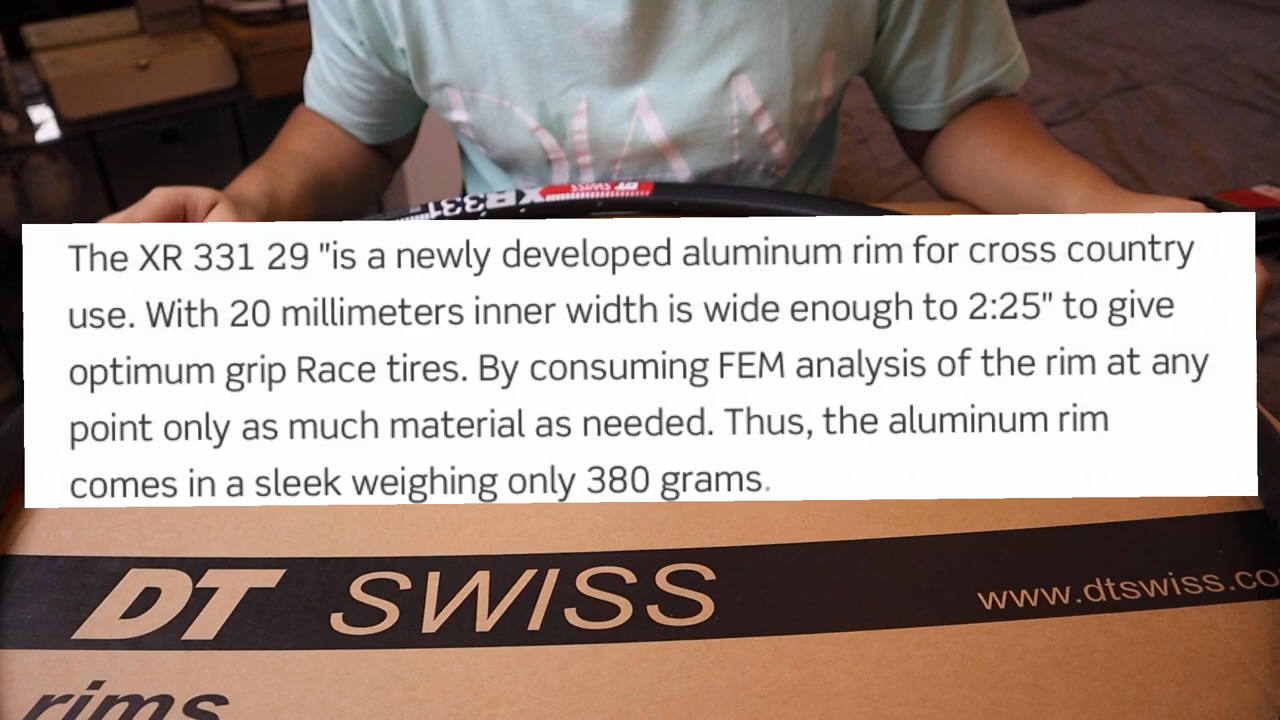 XR331 DT SWISS
The XR 331 29 "is a newly developed aluminum rim for cross country
use. With 20 millimeters inner width is wide enough to 2:25" to give
optimum grip Race tires. By consuming FEM analysis of the rim at any
point only as much material as needed. Thus, the aluminum rim
comes in a sleek weighing only 380 grams.
DT SWISS
www.dtswiss.co
rims